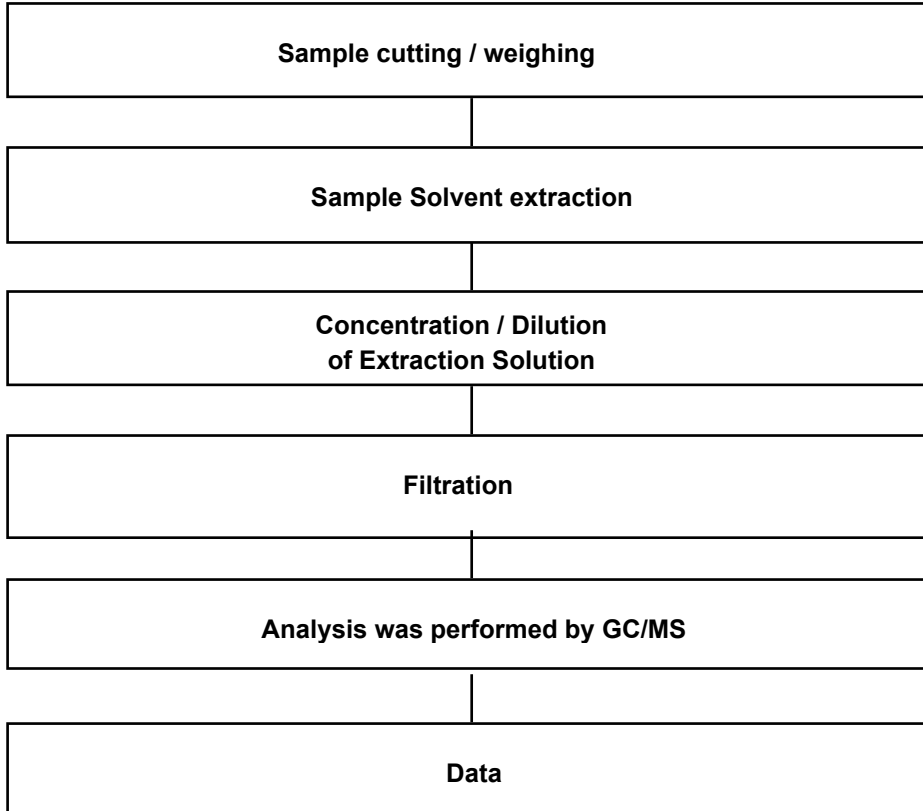 Sample cutting / weighing
Sample Solvent extraction
Concentration / Dilution
of Extraction Solution
Filtration
Analysis was performed by GC/MS
Data